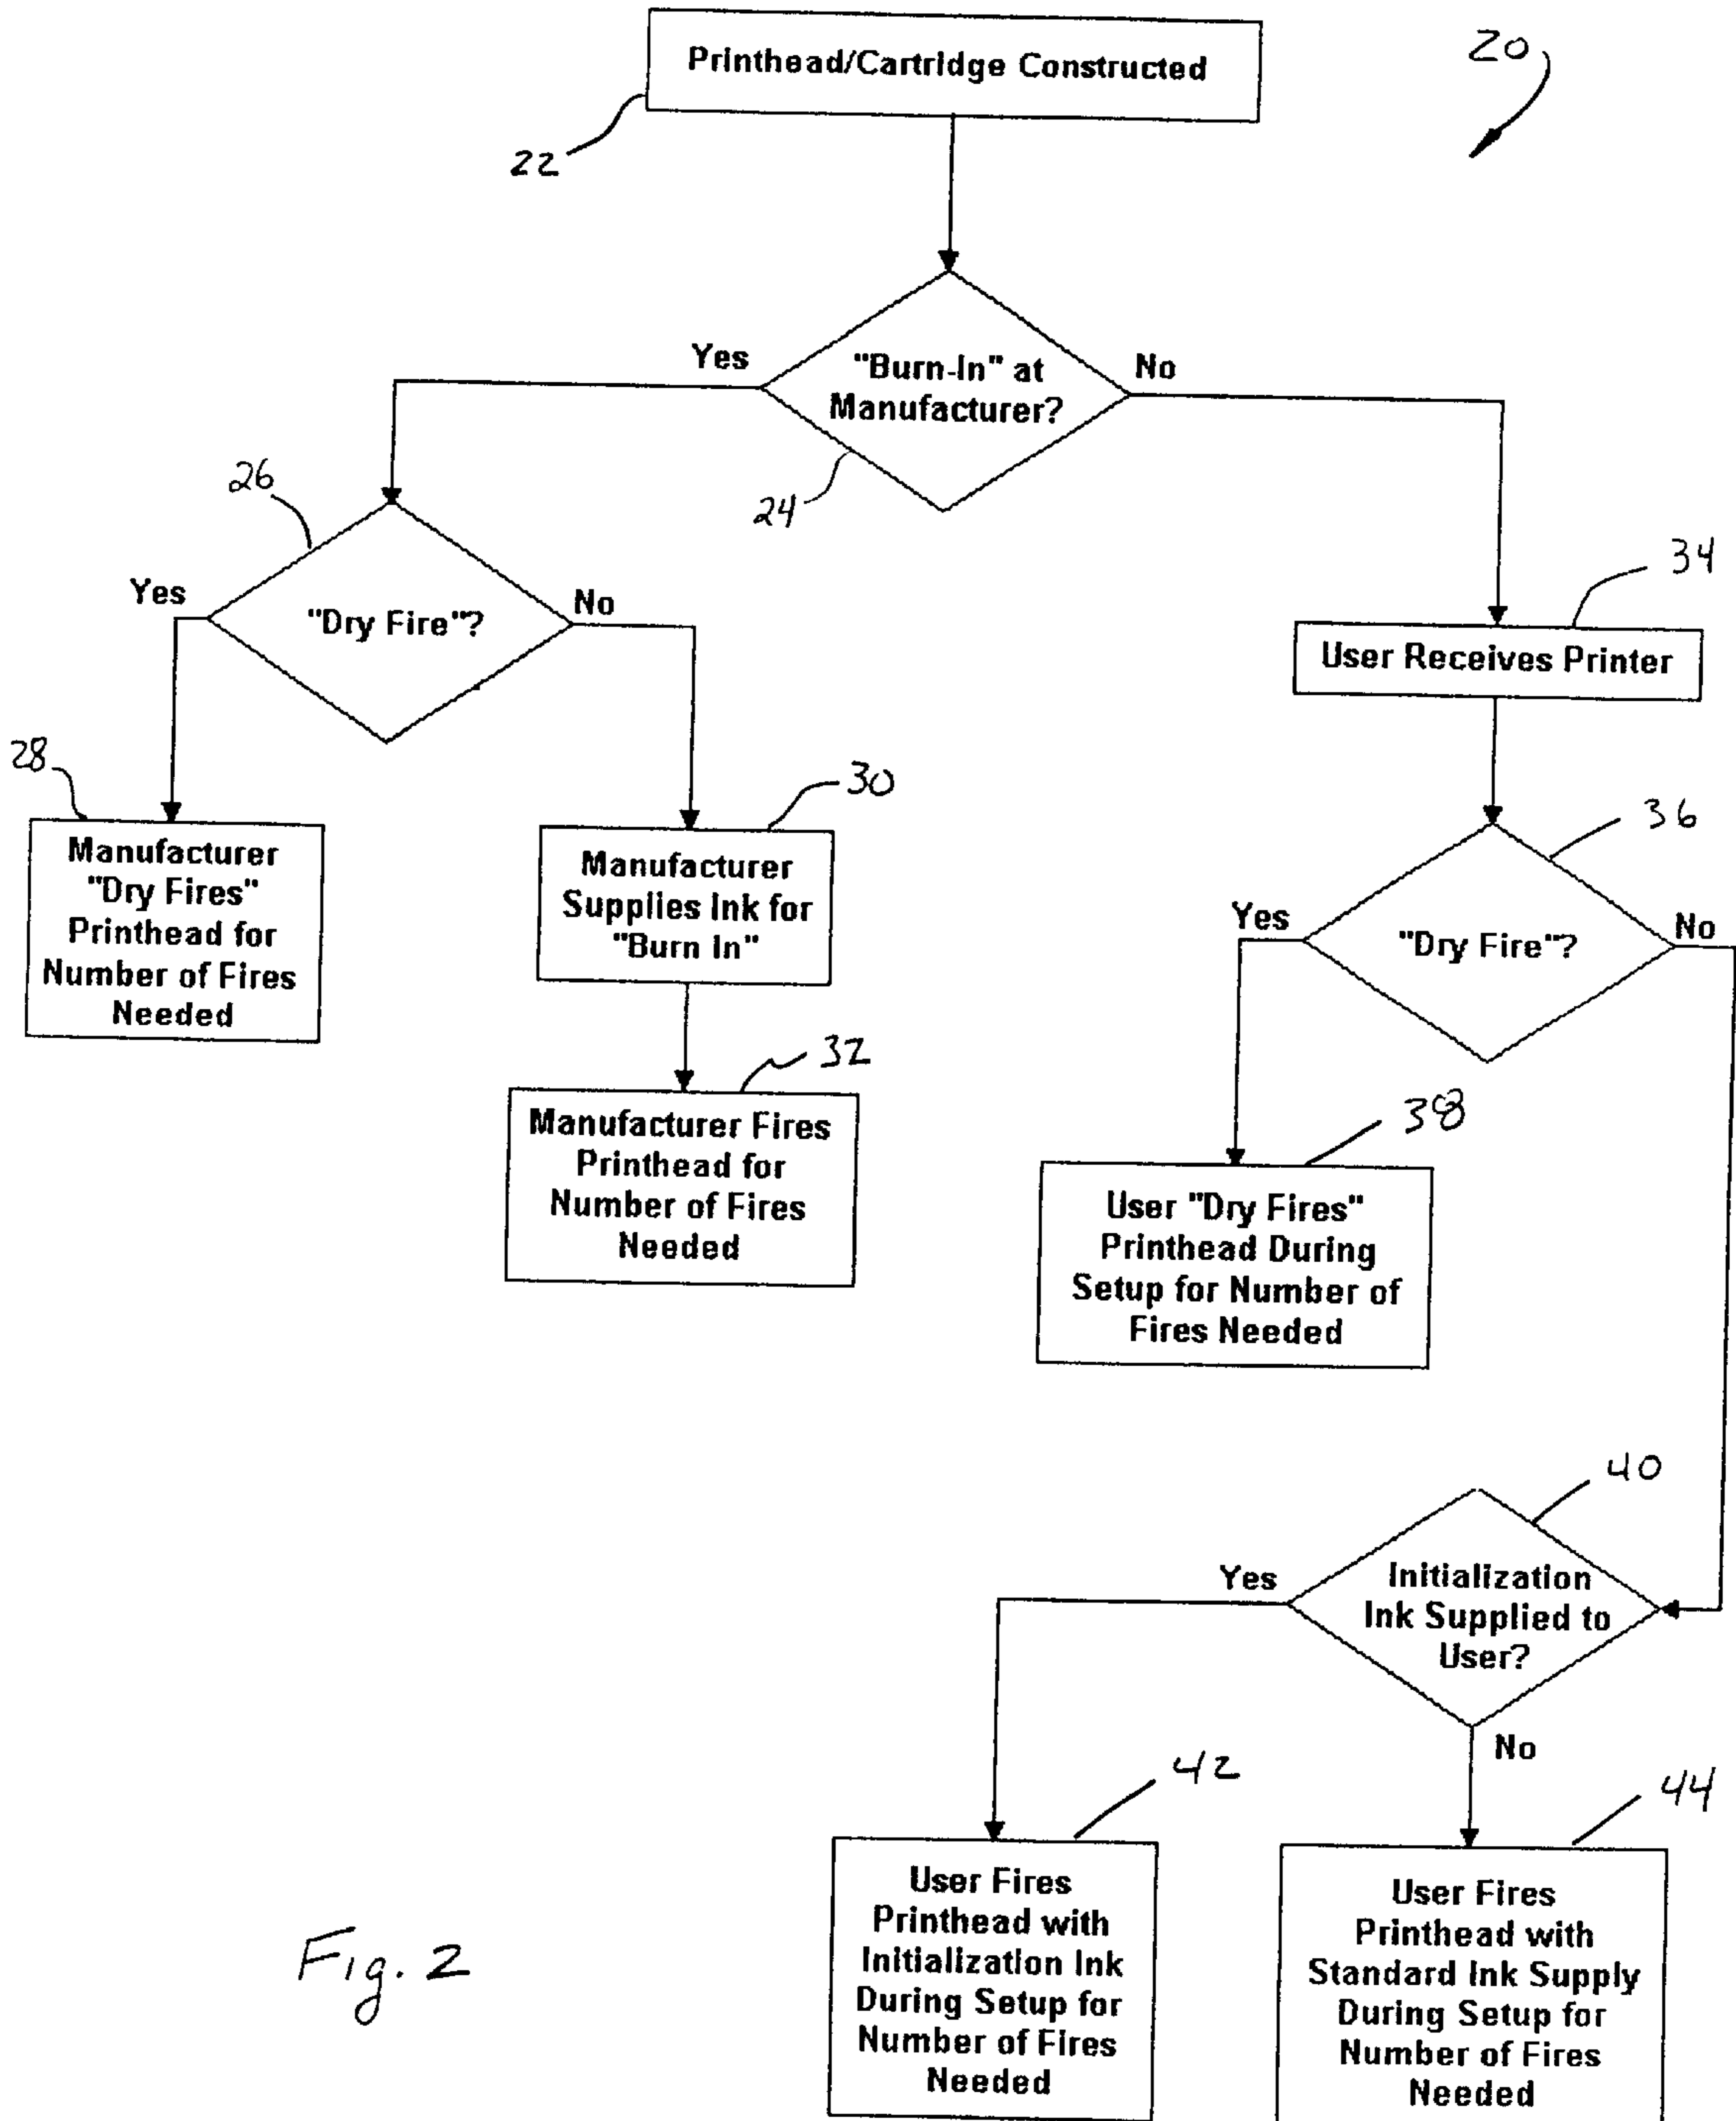 Printhead/Cartridge Constructed
20
22
"Burn-In" at
Manufacturer?
Yes
No
24
26
"Dry Fire"?
Yes
No
34
User Receives Printer
28
Manufacturer
"Dry Fires"
Printhead for
Number of Fires
Needed
30
Manufacturer
Supplies Ink for
"Burn In"
36
"Dry Fire"?
Yes
No
32
Manufacturer Fires
Printhead for
Number of Fires
Needed
38
User "Dry Fires"
Printhead During
Setup for Number of
Fires Needed
40
Initialization
Ink Supplied to
User?
Yes
No
42
User Fires
Printhead with
Initialization Ink
During Setup for
Number of Fires
Needed
44
User Fires
Printhead with
Standard Ink Supply
During Setup for
Number of Fires
Needed
Fig. 2